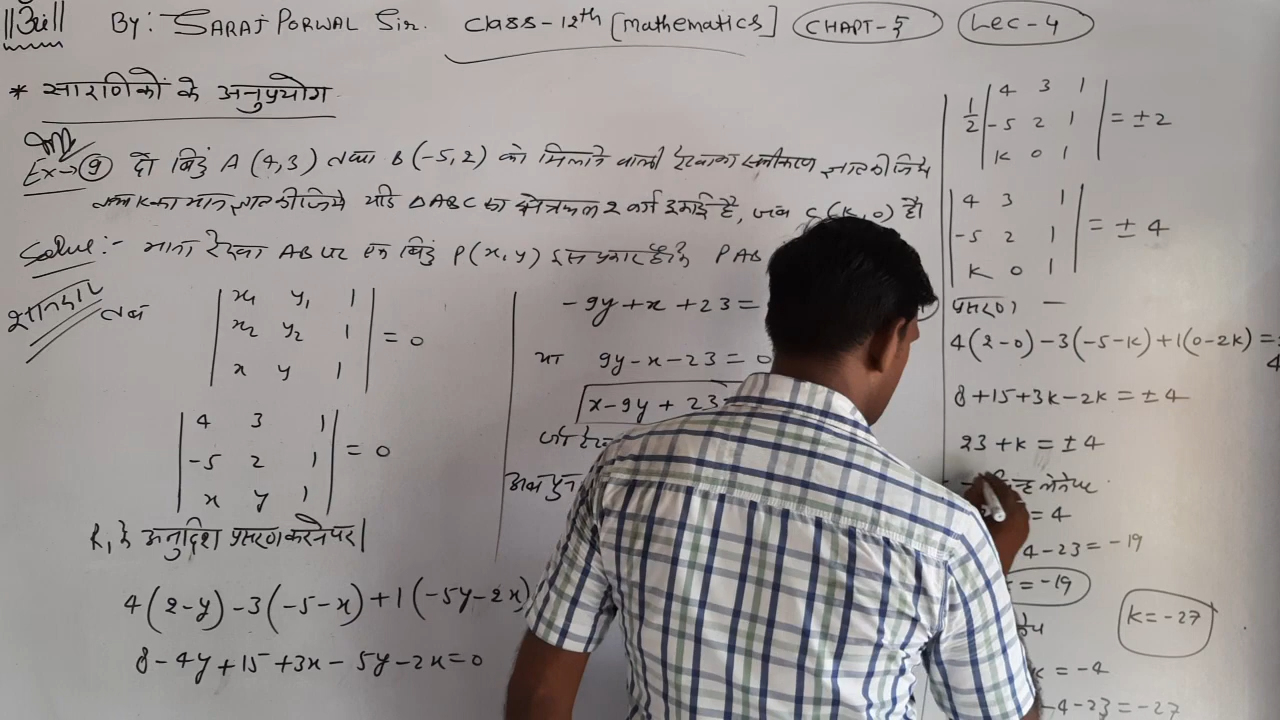 ||उँ||
By: SARAJ PORWAL Sir. Class-12th [Mathematics] CHAPT-5 Lec-4
* सारणिकों के अनुप्रयोग
Ex→(9) दो बिंदु A(4,3) तथा B(-5,2) को मिलाने वाली रेखा का समीकरण ज्ञात कीजिये
तथा K का मान ज्ञात कीजिये यदि ΔABC का क्षेत्रफल 2 वर्ग इकाई है, जब C(K,0) है।
Solve:- माना रेखा AB पर एक बिंदु P(x,y) इस प्रकार है कि PAB
शानदार
तब
| x₁ y₁ 1 |
| x₂ y₂ 1 | = 0
| x y 1 |
| 4 3 1 |
| -5 2 1 | = 0
| x y 1 |
R₁ के अनुदिश प्रसरण करने पर|
4(2-y)-3(-5-x)+1(-5y-2x)
8-4y+15+3x-5y-2x=0
-9y+x+23=
या 9y-x-23=0
x-9y+23
अब पुन
1/2 | 4 3 1 |
| -5 2 1 | = ±2
| K 0 1 |
| 4 3 1 |
| -5 2 1 | = ±4
| K 0 1 |
प्रसरण —
4(2-0)-3(-5-K)+1(0-2K)=
4
8+15+3K-2K=±4
23+K=±4
लेने पर
=4
4-23=-19
=-19
K=-27
K=-4
-4-23=-27